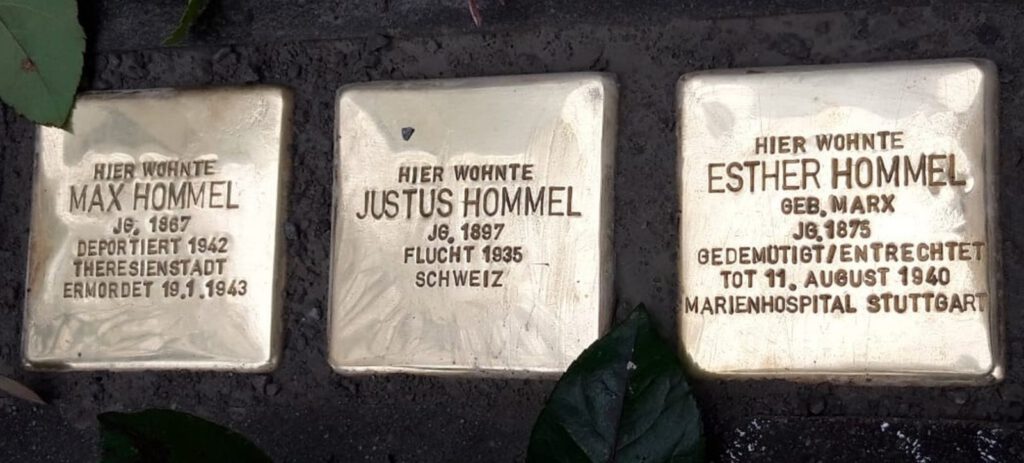 HIER WOHNTE
MAX HOMMEL
JG. 1867
DEPORTIERT 1942
THERESIENSTADT
ERMORDET 19.1.1943
HIER WOHNTE
JUSTUS HOMMEL
JG. 1897
FLUCHT 1935
SCHWEIZ
HIER WOHNTE
ESTHER HOMMEL
GEB. MARX
JG. 1875
GEDEMÜTIGT/ENTRECHTET
TOT 11. AUGUST 1940
MARIENHOSPITAL STUTTGART